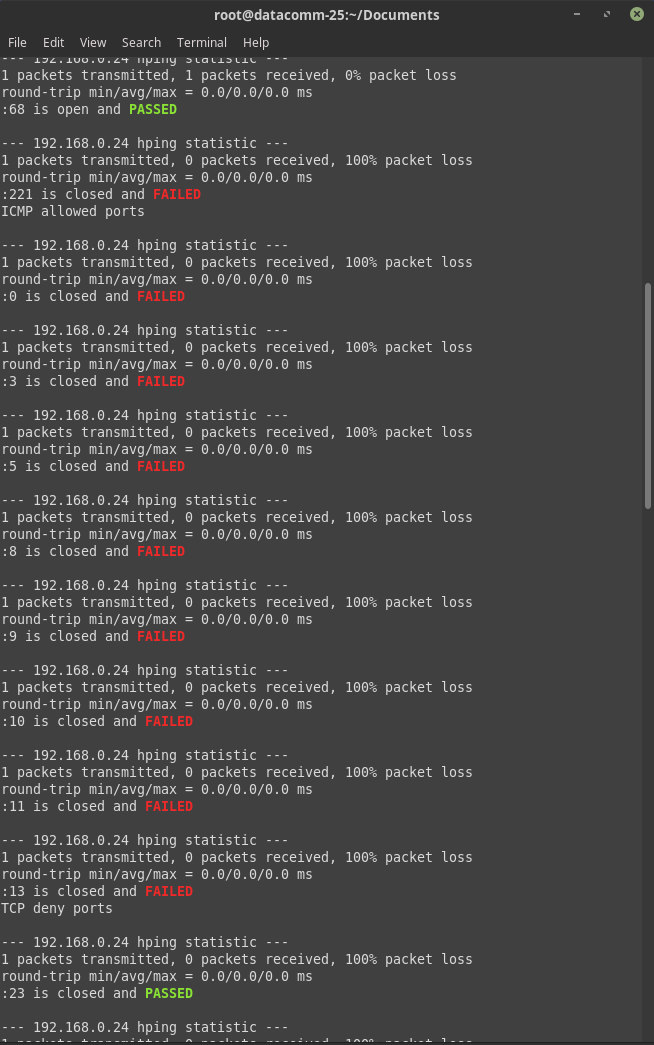 root@datacomm-25:~/Documents
File Edit View Search Terminal Help
--- 192.168.0.24 hping statistic ---
1 packets transmitted, 1 packets received, 0% packet loss
round-trip min/avg/max = 0.0/0.0/0.0 ms
:68 is open and PASSED
--- 192.168.0.24 hping statistic ---
1 packets transmitted, 0 packets received, 100% packet loss
round-trip min/avg/max = 0.0/0.0/0.0 ms
:221 is closed and FAILED
ICMP allowed ports
--- 192.168.0.24 hping statistic ---
1 packets transmitted, 0 packets received, 100% packet loss
round-trip min/avg/max = 0.0/0.0/0.0 ms
:0 is closed and FAILED
--- 192.168.0.24 hping statistic ---
1 packets transmitted, 0 packets received, 100% packet loss
round-trip min/avg/max = 0.0/0.0/0.0 ms
:3 is closed and FAILED
--- 192.168.0.24 hping statistic ---
1 packets transmitted, 0 packets received, 100% packet loss
round-trip min/avg/max = 0.0/0.0/0.0 ms
:5 is closed and FAILED
--- 192.168.0.24 hping statistic ---
1 packets transmitted, 0 packets received, 100% packet loss
round-trip min/avg/max = 0.0/0.0/0.0 ms
:8 is closed and FAILED
--- 192.168.0.24 hping statistic ---
1 packets transmitted, 0 packets received, 100% packet loss
round-trip min/avg/max = 0.0/0.0/0.0 ms
:9 is closed and FAILED
--- 192.168.0.24 hping statistic ---
1 packets transmitted, 0 packets received, 100% packet loss
round-trip min/avg/max = 0.0/0.0/0.0 ms
:10 is closed and FAILED
--- 192.168.0.24 hping statistic ---
1 packets transmitted, 0 packets received, 100% packet loss
round-trip min/avg/max = 0.0/0.0/0.0 ms
:11 is closed and FAILED
--- 192.168.0.24 hping statistic ---
1 packets transmitted, 0 packets received, 100% packet loss
round-trip min/avg/max = 0.0/0.0/0.0 ms
:13 is closed and FAILED
TCP deny ports
--- 192.168.0.24 hping statistic ---
1 packets transmitted, 0 packets received, 100% packet loss
round-trip min/avg/max = 0.0/0.0/0.0 ms
:23 is closed and PASSED
--- 192.168.0.24 hping statistic ---
1 packets transmitted, 0 packets received, 100% packet loss